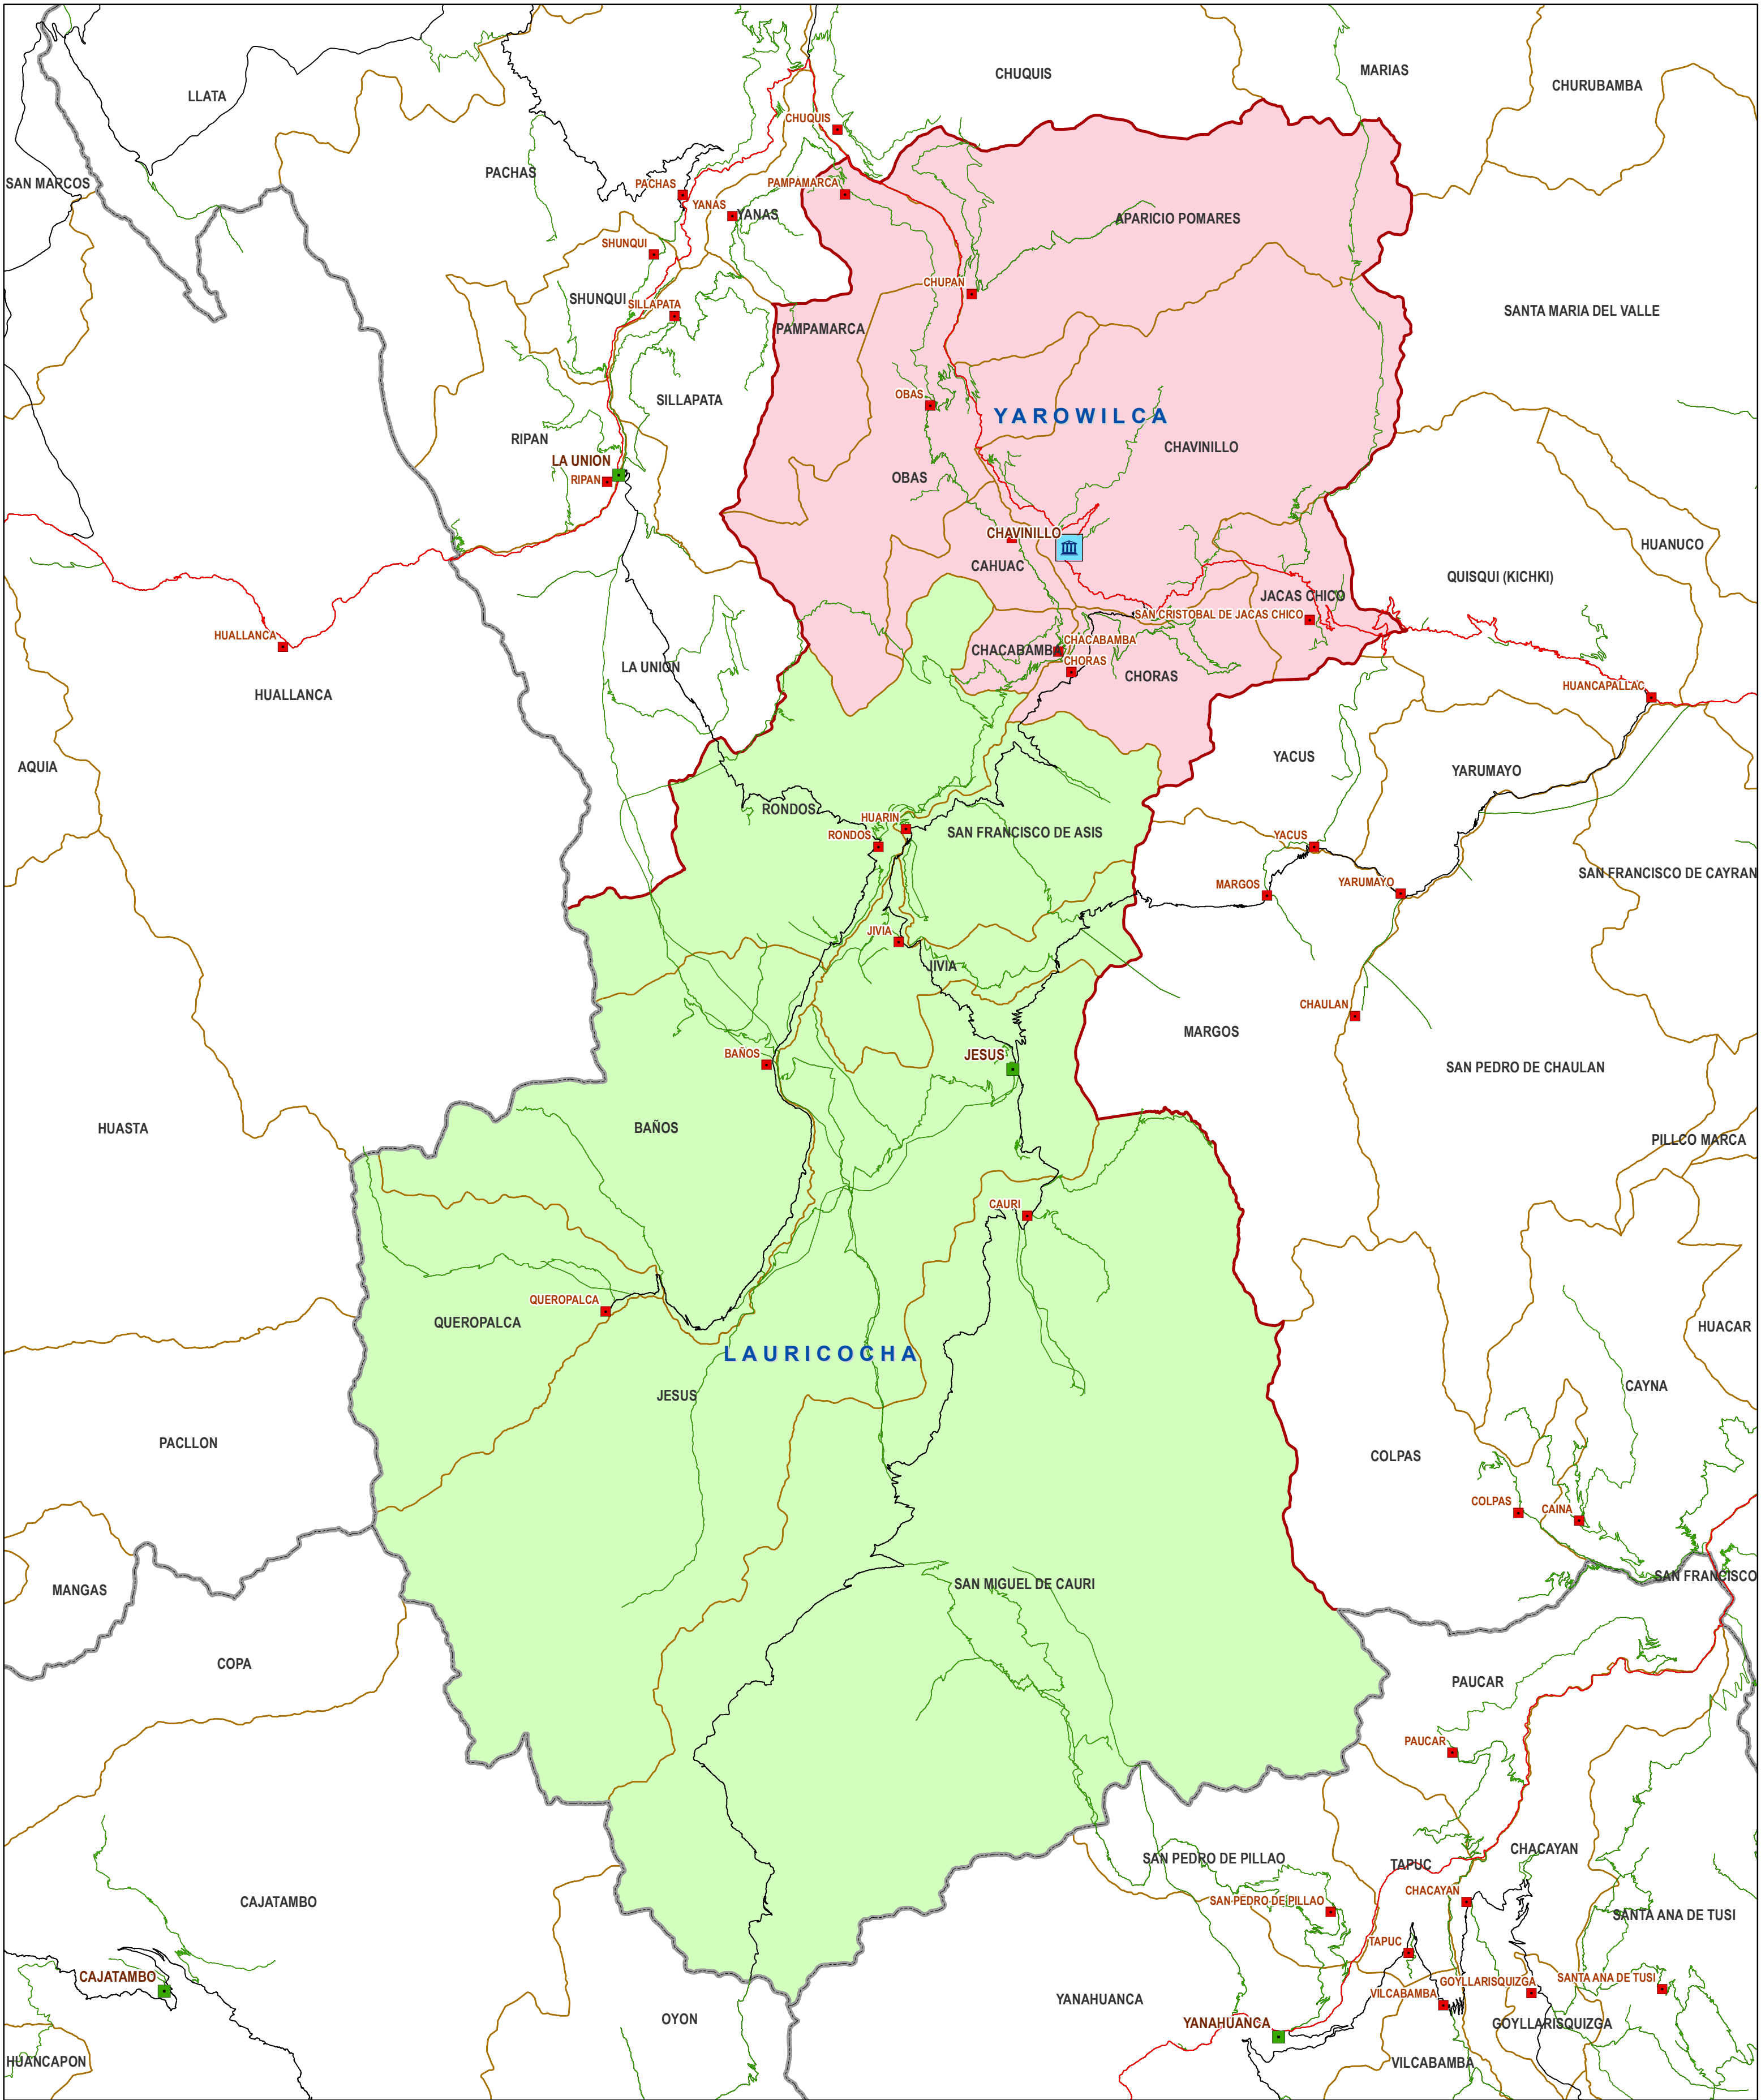 CHUQUIS
MARIAS
CHURUBAMBA
LLATA
CHUQUIS
PACHAS
SAN MARCOS
PACHAS
PAMPAMARCA
YANAS
YANAS
APARICIO POMARES
SHUNQUI
CHUPAN
SHUNQUI
SILLAPATA
SANTA MARIA DEL VALLE
PAMPAMARCA
OBAS
SILLAPATA
YAROWILCA
RIPAN
CHAVINILLO
LA UNION
RIPAN
OBAS
CHAVINILLO
HUANUCO
CAHUAC
QUISQUI (KICHKI)
JACAS CHICO
SAN CRISTOBAL DE JACAS CHICO
HUALLANCA
CHACABAMBA
CHACABAMBA
CHORAS
LA UNION
CHORAS
HUANCAPALLAC
HUALLANCA
YACUS
AQUIA
YARUMAYO
RONDOS
HUARIN
RONDOS
SAN FRANCISCO DE ASIS
YACUS
SAN FRANCISCO DE CAYRAN
MARGOS
YARUMAYO
JIVIA
JIVIA
CHAULAN
MARGOS
BAÑOS
JESUS
SAN PEDRO DE CHAULAN
HUASTA
BAÑOS
PILLCO MARCA
CAURI
QUEROPALCA
QUEROPALCA
HUACAR
LAURICOCHA
JESUS
CAYNA
PACLLON
COLPAS
COLPAS
CAINA
SAN FRANCISCO
MANGAS
SAN MIGUEL DE CAURI
COPA
PAUCAR
PAUCAR
CHACAYAN
SAN PEDRO DE PILLAO
TAPUC
CHACAYAN
CAJATAMBO
SAN PEDRO DE PILLAO
SANTA ANA DE TUSI
TAPUC
CAJATAMBO
GOYLLARISQUIZGA
SANTA ANA DE TUSI
VILCABAMBA
YANAHUANCA
OYON
YANAHUANCA
GOYLLARISQUIZGA
HUANCAPON
VILCABAMBA